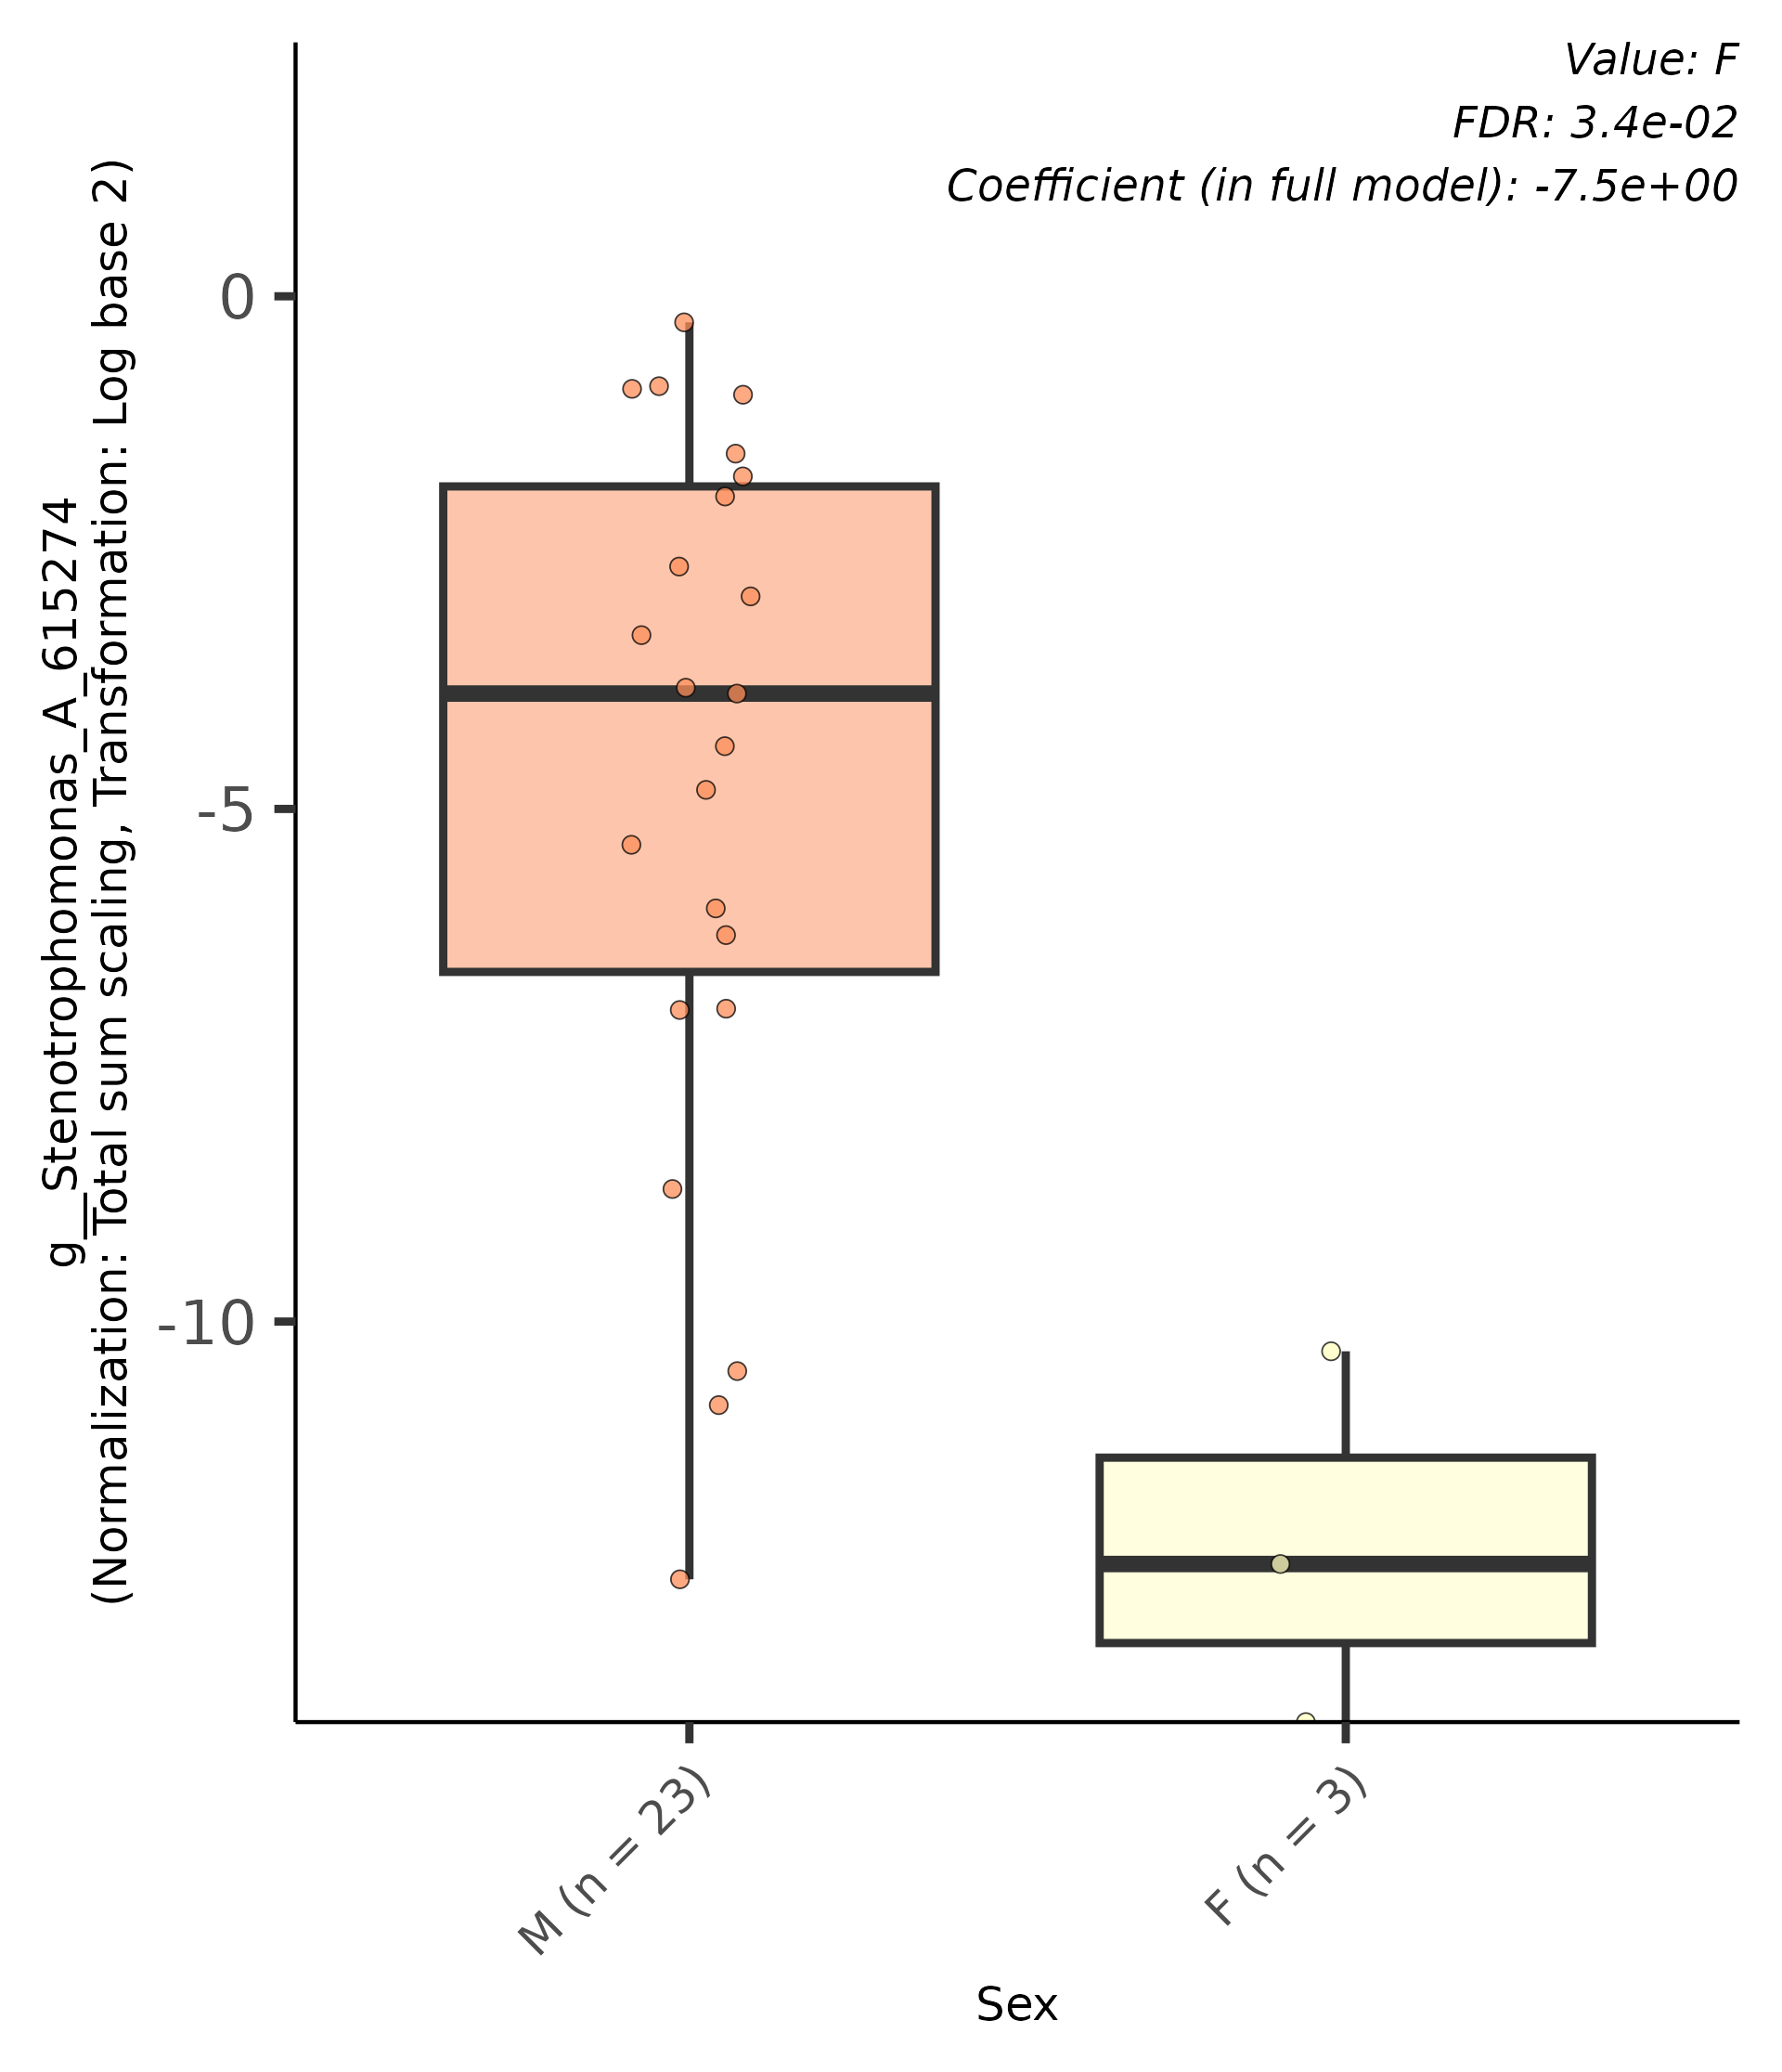 Value: F
FDR: 3.4e-02
Coefficient (in full model): -7.5e+00
g__Stenotrophomonas_A_615274
(Normalization: Total sum scaling, Transformation: Log base 2)
0
-5
-10
M (n = 23)
F (n = 3)
Sex